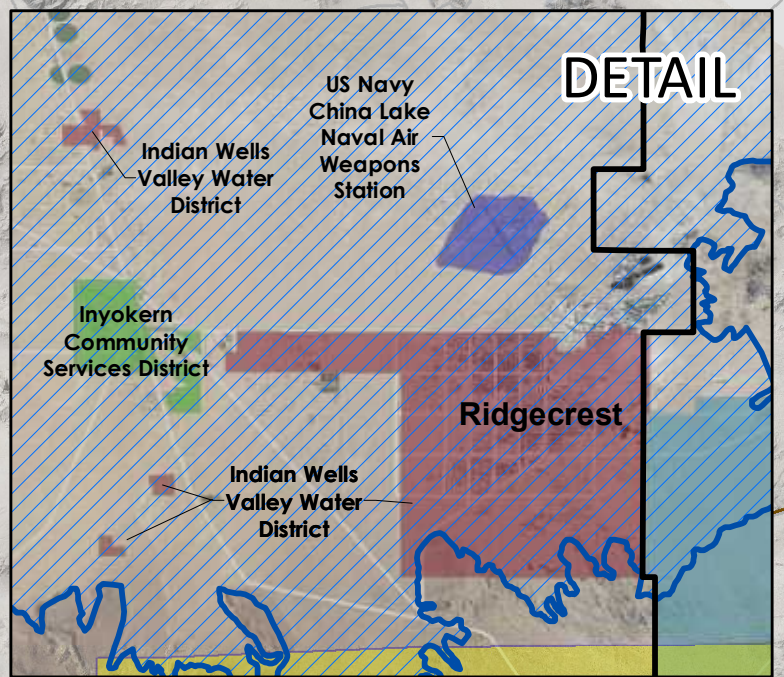 DETAIL
US Navy
China Lake
Naval Air
Weapons
Station
Indian Wells
Valley Water
District
Inyokern
Community
Services District
Ridgecrest
Indian Wells
Valley Water
District